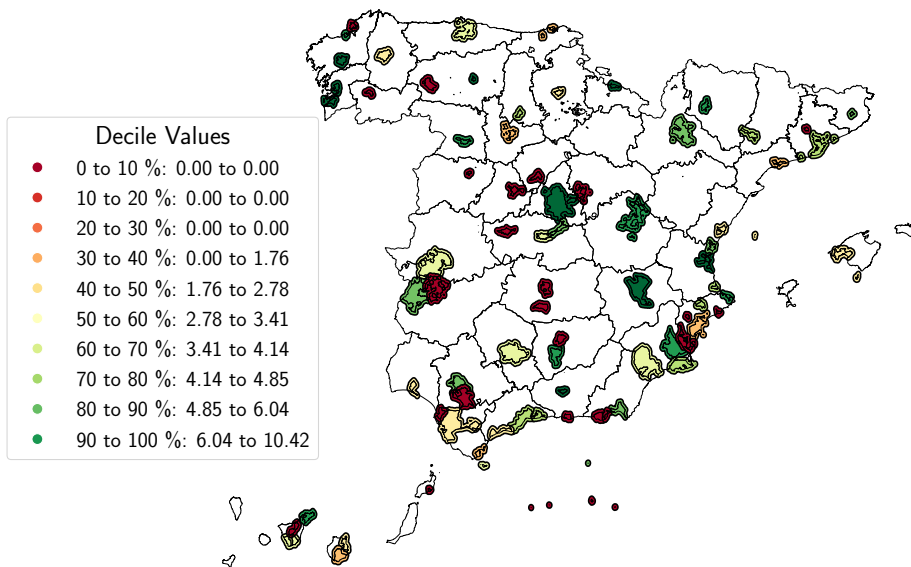 Decile Values
0 to 10 %: 0.00 to 0.00
10 to 20 %: 0.00 to 0.00
20 to 30 %: 0.00 to 0.00
30 to 40 %: 0.00 to 1.76
40 to 50 %: 1.76 to 2.78
50 to 60 %: 2.78 to 3.41
60 to 70 %: 3.41 to 4.14
70 to 80 %: 4.14 to 4.85
80 to 90 %: 4.85 to 6.04
90 to 100 %: 6.04 to 10.42